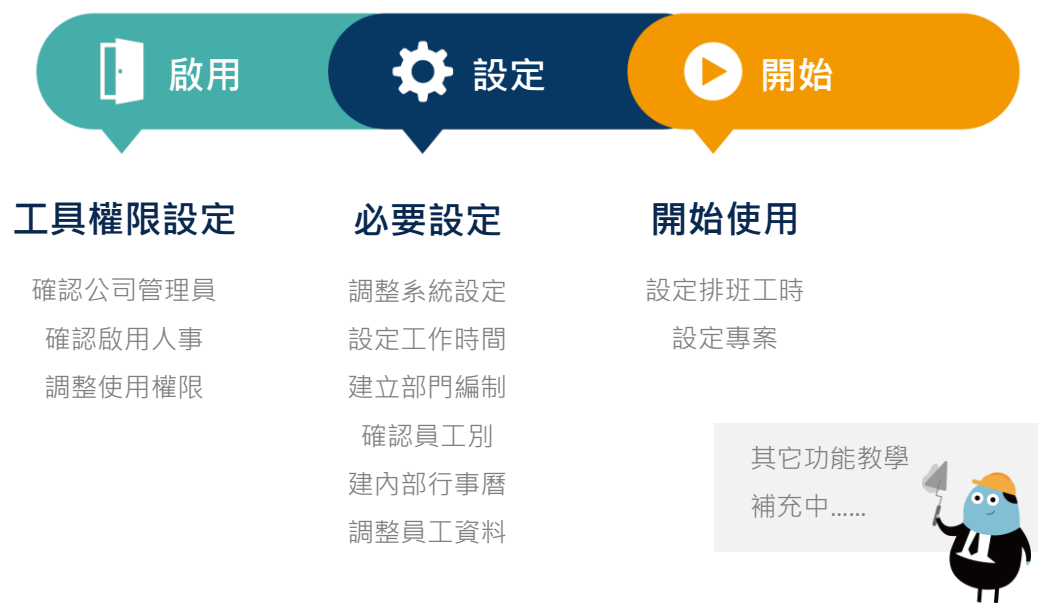 啟用
設定
開始
工具權限設定
確認公司管理員
確認啟用人事
調整使用權限
必要設定
調整系統設定
設定工作時間
建立部門編制
確認員工別
建內部行事曆
調整員工資料
開始使用
設定排班工時
設定專案
其它功能教學
補充中......